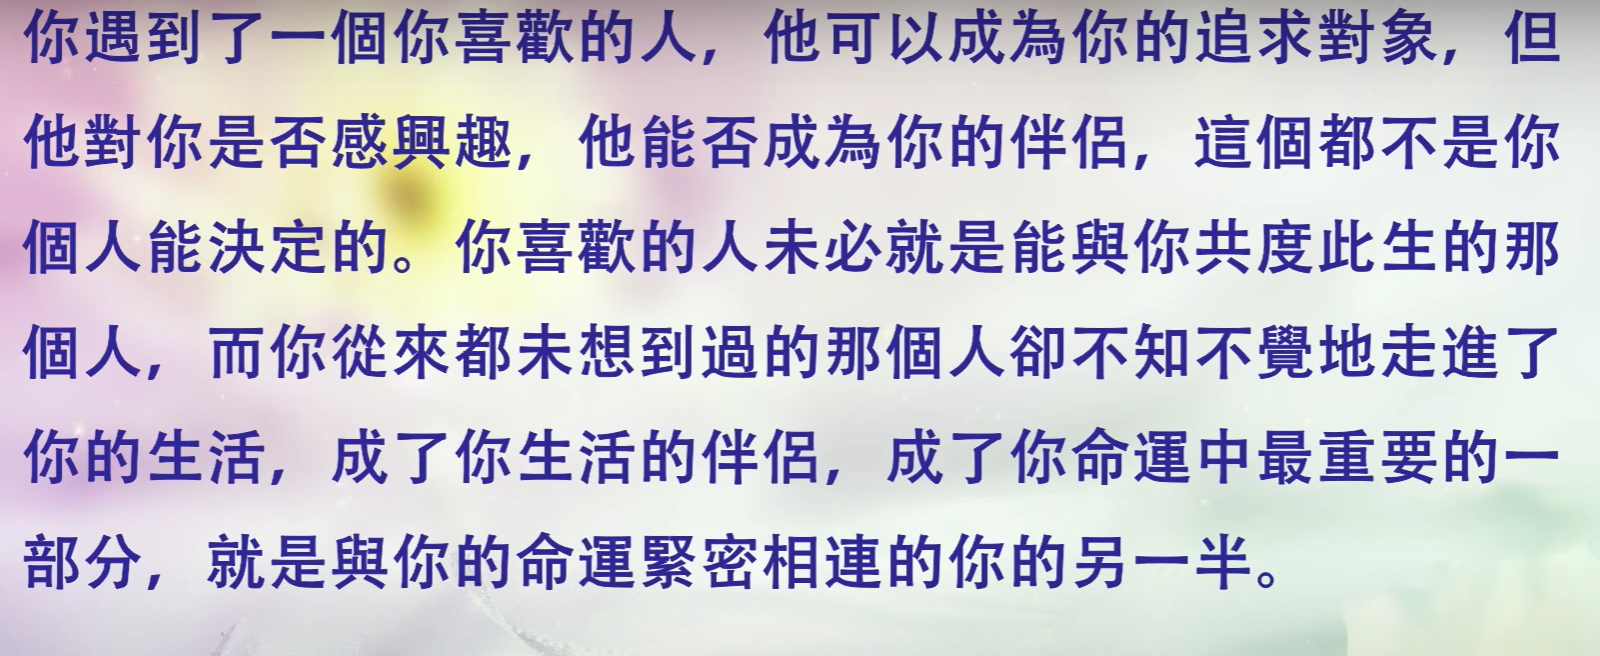 你遇到了一個你喜歡的人，他可以成為你的追求對象，但
他對你是否感興趣，他能否成為你的伴侶，這個都不是你
個人能決定的。你喜歡的人未必就是能與你共度此生的那
個人，而你從來都未想到過的那個人卻不知不覺地走進了
你的生活，成了你生活的伴侶，成了你命運中最重要的一
部分，就是與你的命運緊密相連的你的另一半。